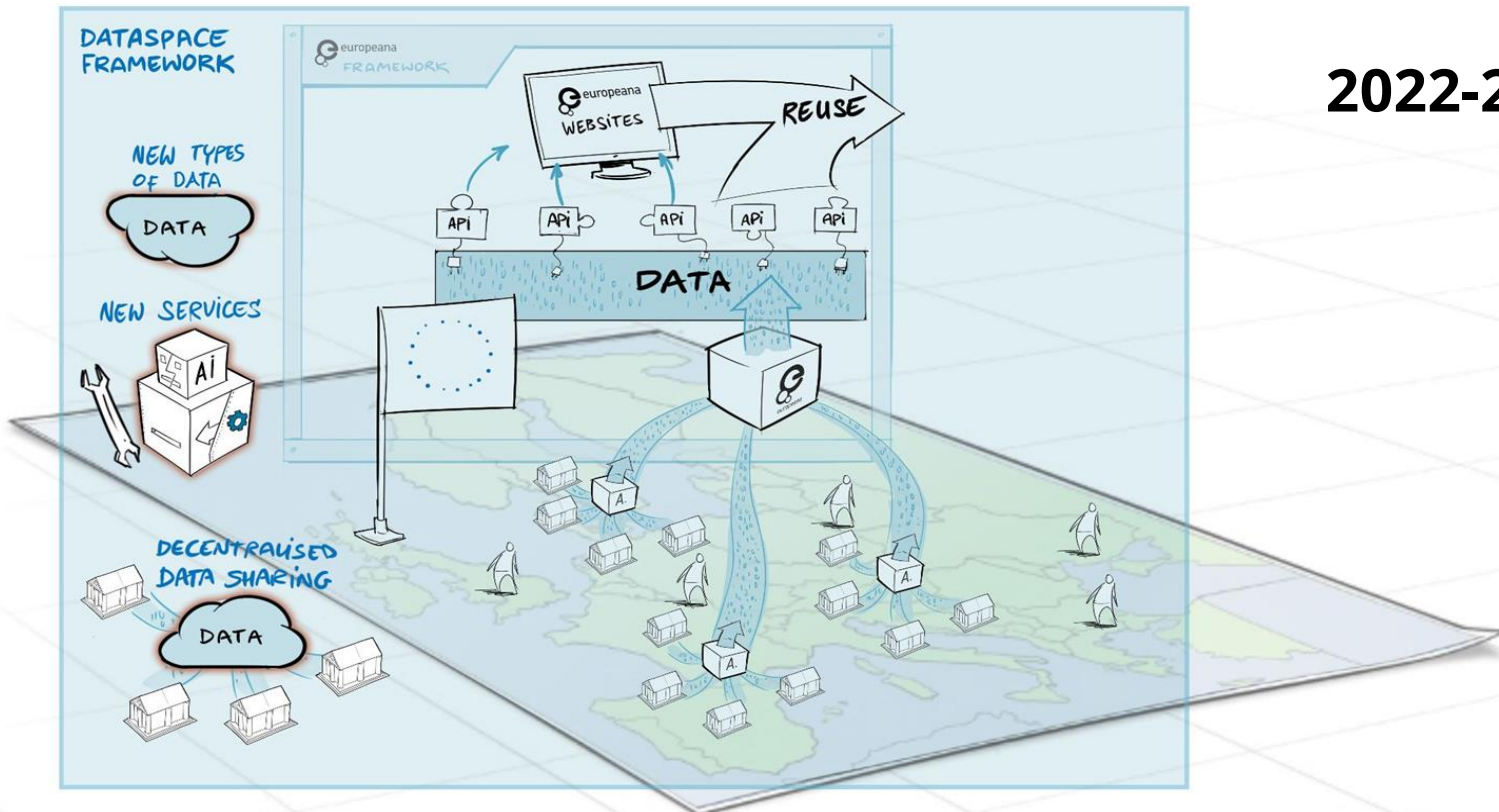 DATASPACE
FRAMEWORK
europeana
FRAMEWORK
2022-2
europeana
WEBSITES
REUSE
NEW TYPES
OF DATA
DATA
API
API
API
API
API
DATA
NEW SERVICES
AI
europeana
A.
A.
A.
DECENTRALISED
DATA SHARING
DATA